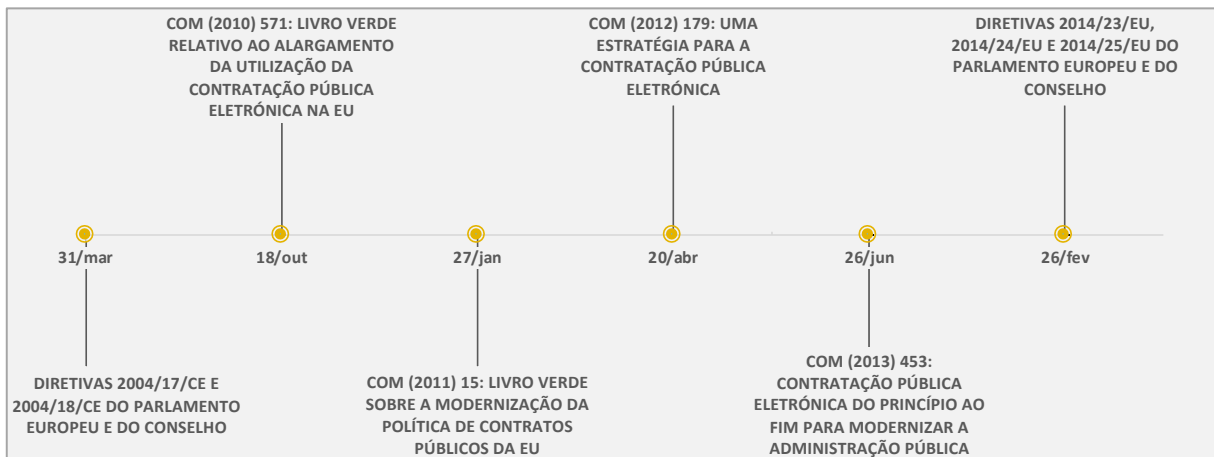 COM (2010) 571: LIVRO VERDE
RELATIVO AO ALARGAMENTO
DA UTILIZAÇÃO DA
CONTRATAÇÃO PÚBLICA
ELETRÓNICA NA EU
COM (2012) 179: UMA
ESTRATÉGIA PARA A
CONTRATAÇÃO PÚBLICA
ELETRÓNICA
DIRETIVAS 2014/23/EU,
2014/24/EU E 2014/25/EU DO
PARLAMENTO EUROPEU E DO
CONSELHO
31/mar
18/out
27/jan
20/abr
26/jun
26/fev
DIRETIVAS 2004/17/CE E
2004/18/CE DO PARLAMENTO
EUROPEU E DO CONSELHO
COM (2011) 15: LIVRO VERDE
SOBRE A MODERNIZAÇÃO DA
POLÍTICA DE CONTRATOS
PÚBLICOS DA EU
COM (2013) 453:
CONTRATAÇÃO PÚBLICA
ELETRÓNICA DO PRINCÍPIO AO
FIM PARA MODERNIZAR A
ADMINISTRAÇÃO PÚBLICA